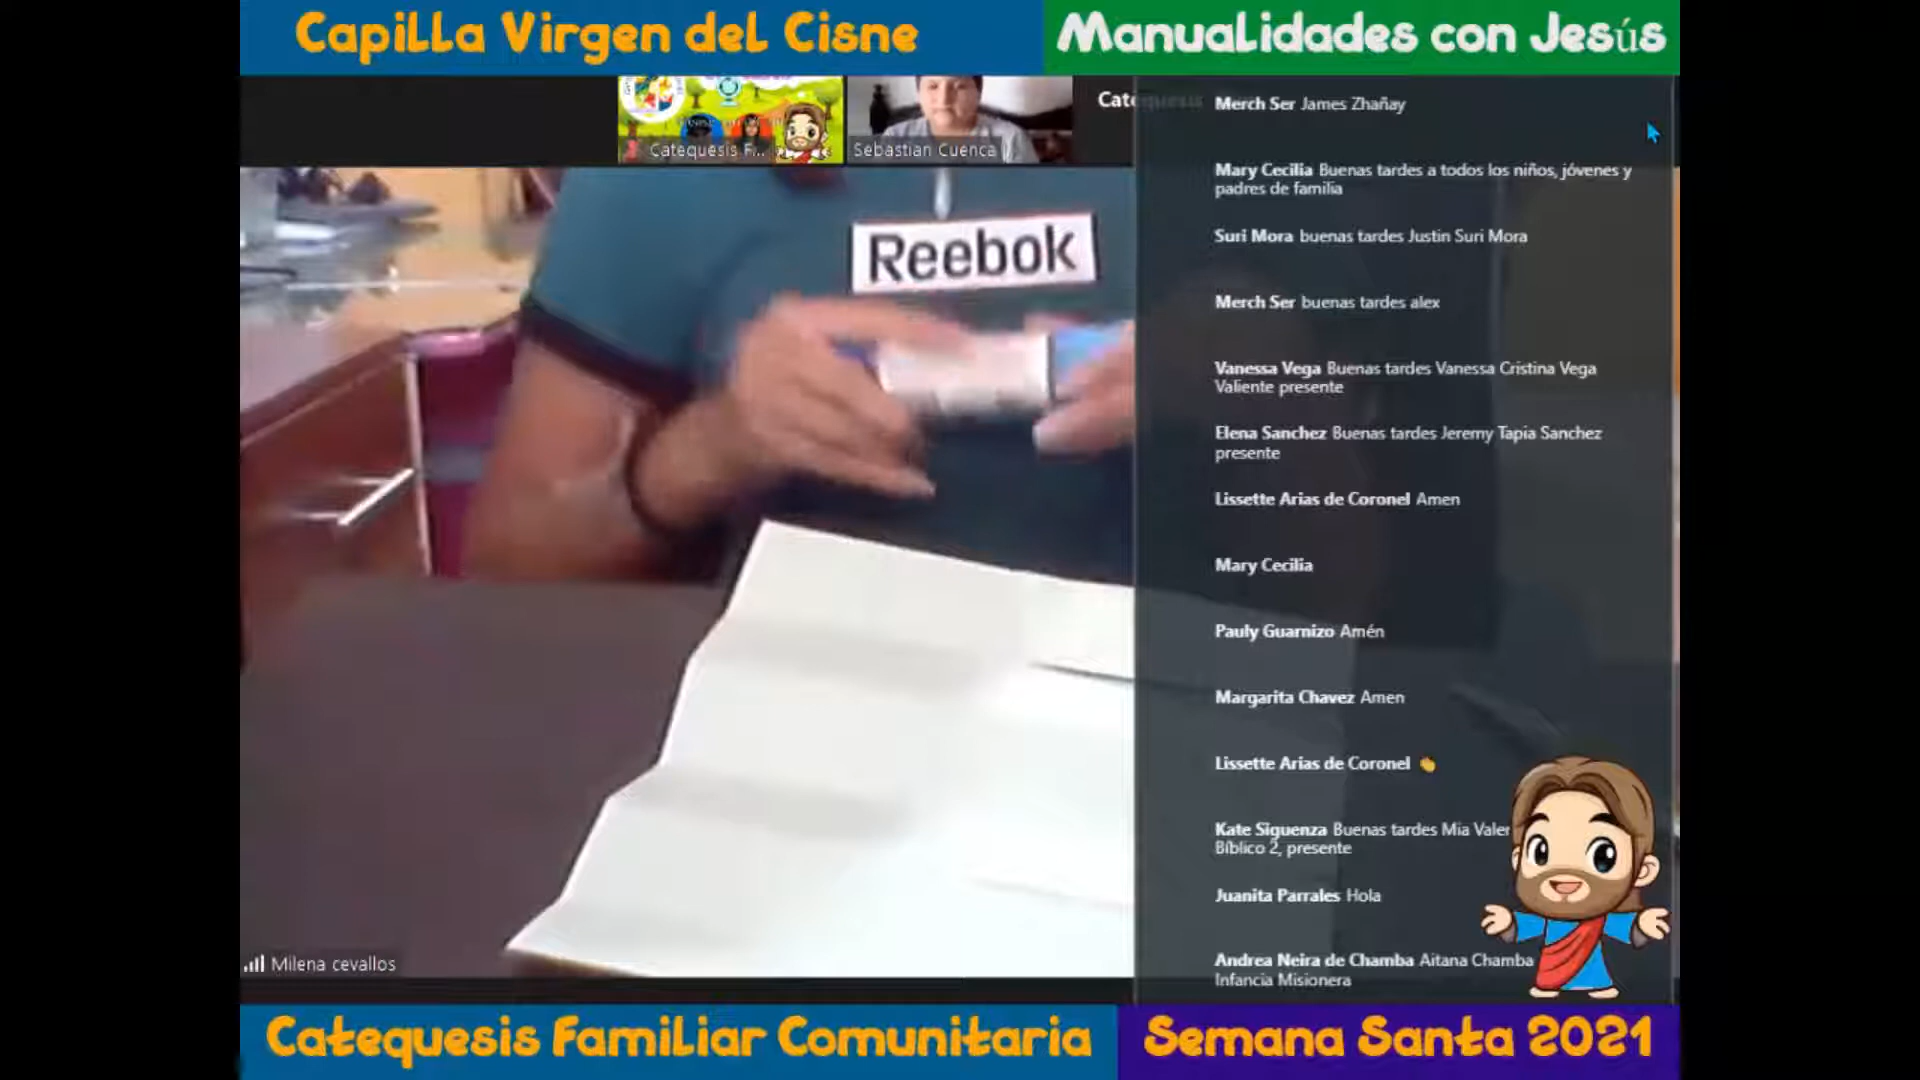 Capilla Virgen del Cisne
Manualidades con Jesús
Catequesis F...
Sebastian Cuenca
Reebok
Milena cevallos
Merch Ser James Zhañay
Mary Cecilia Buenas tardes a todos los niños, jóvenes y
padres de familia
Suri Mora buenas tardes Justin Suri Mora
Merch Ser buenas tardes alex
Vanessa Vega Buenas tardes Vanessa Cristina Vega
Valiente presente
Elena Sanchez Buenas tardes Jeremy Tapia Sanchez
presente
Lissette Arias de Coronel Amen
Mary Cecilia
Pauly Guarnizo Amén
Margarita Chavez Amen
Lissette Arias de Coronel 👏
Kate Siguenza Buenas tardes Mia Valer
Bíblico 2, presente
Juanita Parrales Hola
Andrea Neira de Chamba Aitana Chamba
Infancia Misionera
Catequesis Familiar Comunitaria
Semana Santa 2021